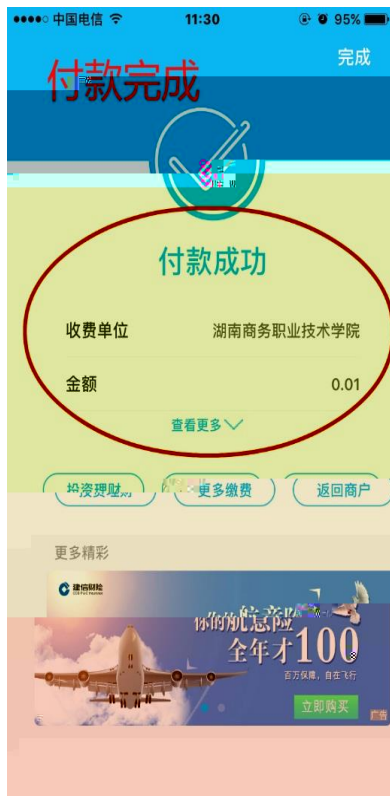 中国电信 11:30 95%
完成
付款完成
付款成功
收费单位 湖南商务职业技术学院
金额 0.01
查看更多
投资理财 更多缴费 返回商户
更多精彩
建信财险
你的航意险
全年才100
百万保障，自在飞行
立即购买
广告